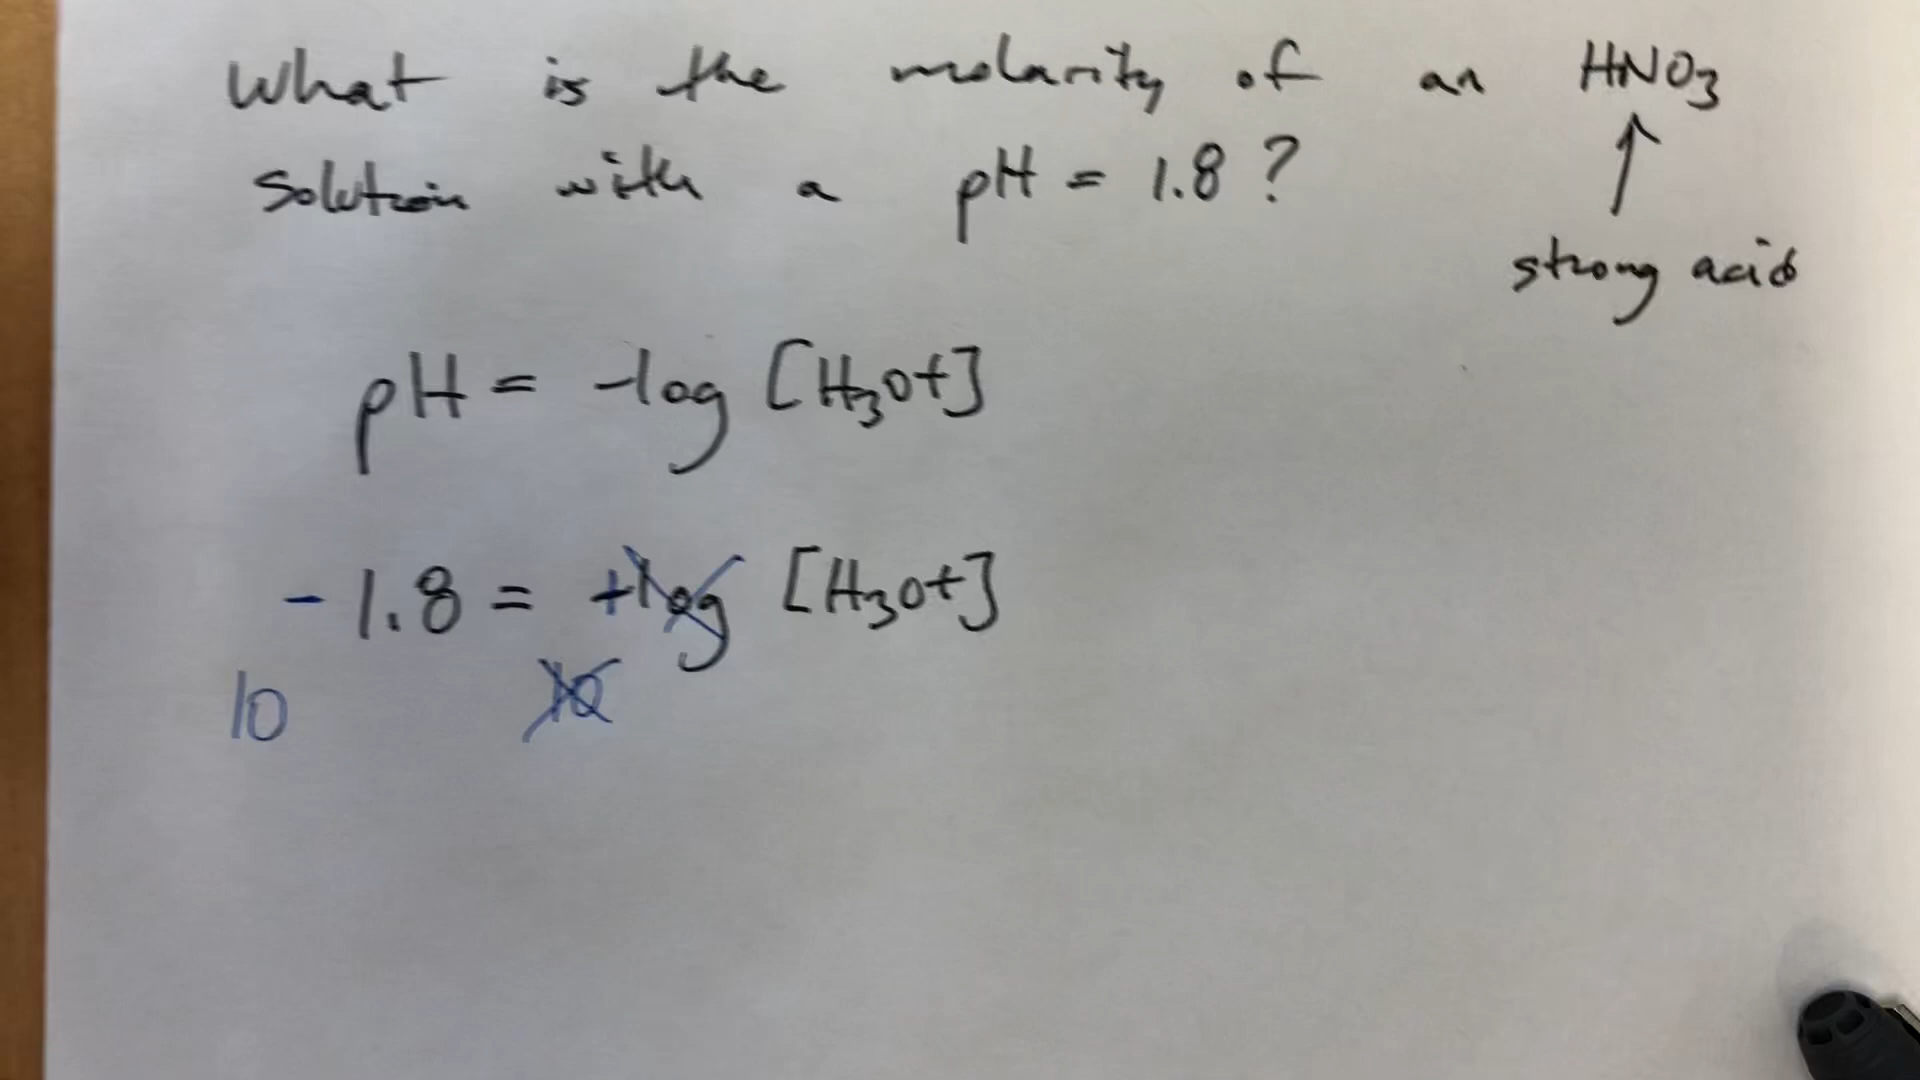 What is the molarity of an HNO3
solution with a pH = 1.8 ?
strong acid
pH = -log [H3O+]
- 1.8 = +log [H3O+]
10 10